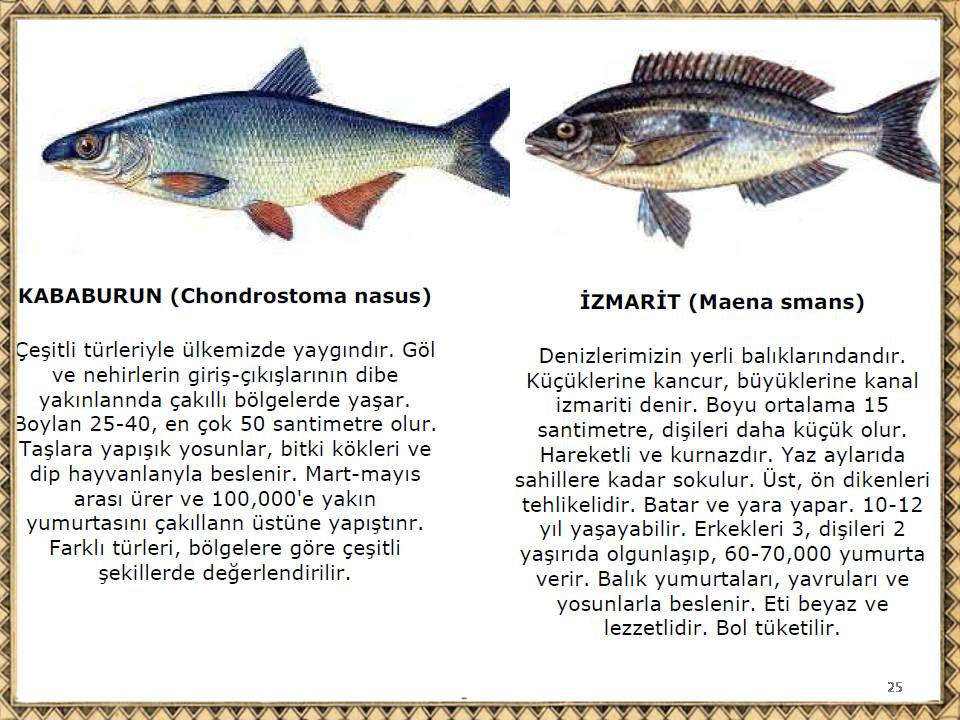 KABABURUN (Chondrostoma nasus)
Çeşitli türleriyle ülkemizde yaygındır. Göl
ve nehirlerin giriş-çıkışlarının dibe
yakınlannda çakıllı bölgelerde yaşar.
Boylan 25-40, en çok 50 santimetre olur.
Taşlara yapışık yosunlar, bitki kökleri ve
dip hayvanlanyla beslenir. Mart-mayıs
arası ürer ve 100,000'e yakın
yumurtasını çakıllann üstüne yapıştınr.
Farklı türleri, bölgelere göre çeşitli
şekillerde değerlendirilir.
İZMARİT (Maena smans)
Denizlerimizin yerli balıklarındandır.
Küçüklerine kancur, büyüklerine kanal
izmariti denir. Boyu ortalama 15
santimetre, dişileri daha küçük olur.
Hareketli ve kurnazdır. Yaz aylarıda
sahillere kadar sokulur. Üst, ön dikenleri
tehlikelidir. Batar ve yara yapar. 10-12
yıl yaşayabilir. Erkekleri 3, dişileri 2
yaşırıda olgunlaşıp, 60-70,000 yumurta
verir. Balık yumurtaları, yavruları ve
yosunlarla beslenir. Eti beyaz ve
lezzetlidir. Bol tüketilir.
25
-